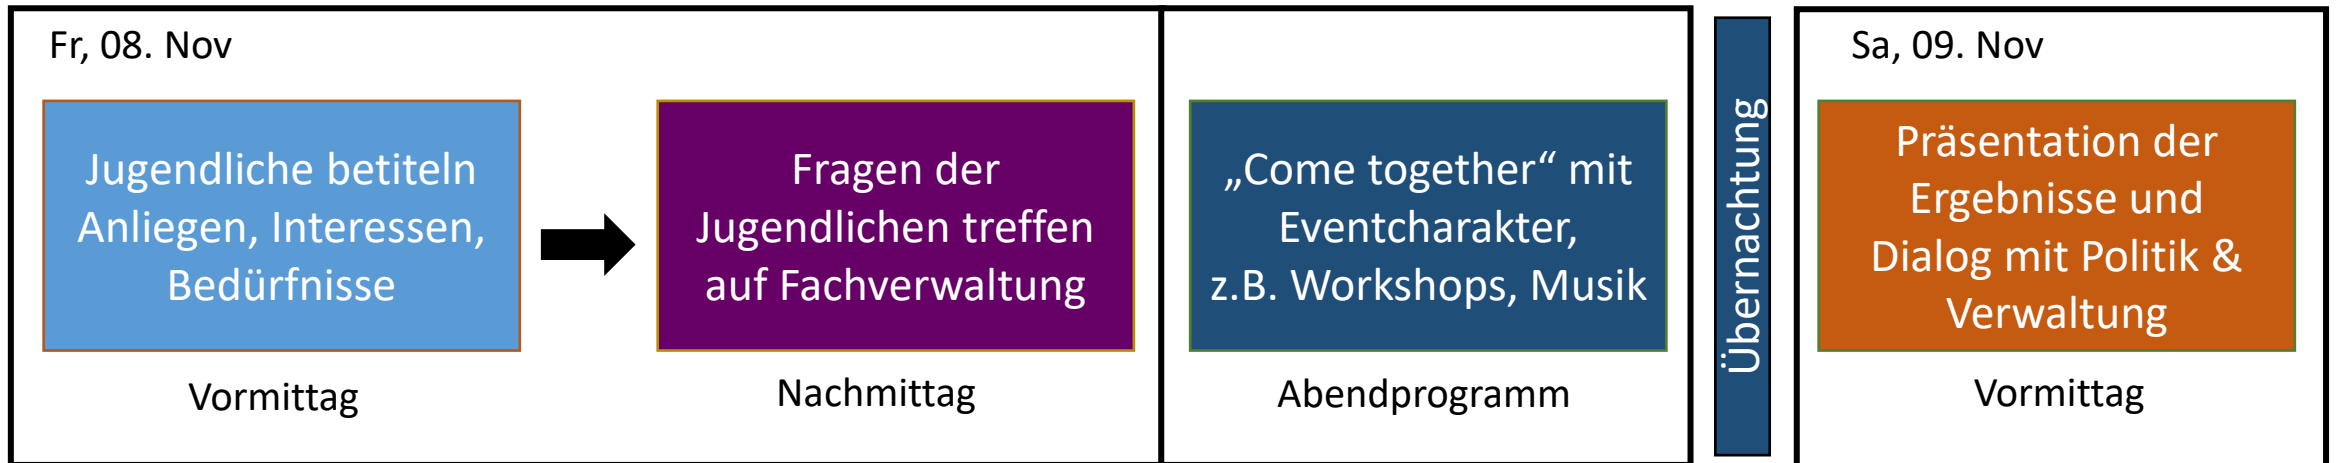 Fr, 08. Nov
Jugendliche betiteln
Anliegen, Interessen,
Bedürfnisse
Vormittag
Fragen der
Jugendlichen treffen
auf Fachverwaltung
Nachmittag
„Come together“ mit
Eventcharakter,
z.B. Workshops, Musik
Abendprogramm
Übernachtung
Sa, 09. Nov
Präsentation der
Ergebnisse und
Dialog mit Politik &
Verwaltung
Vormittag